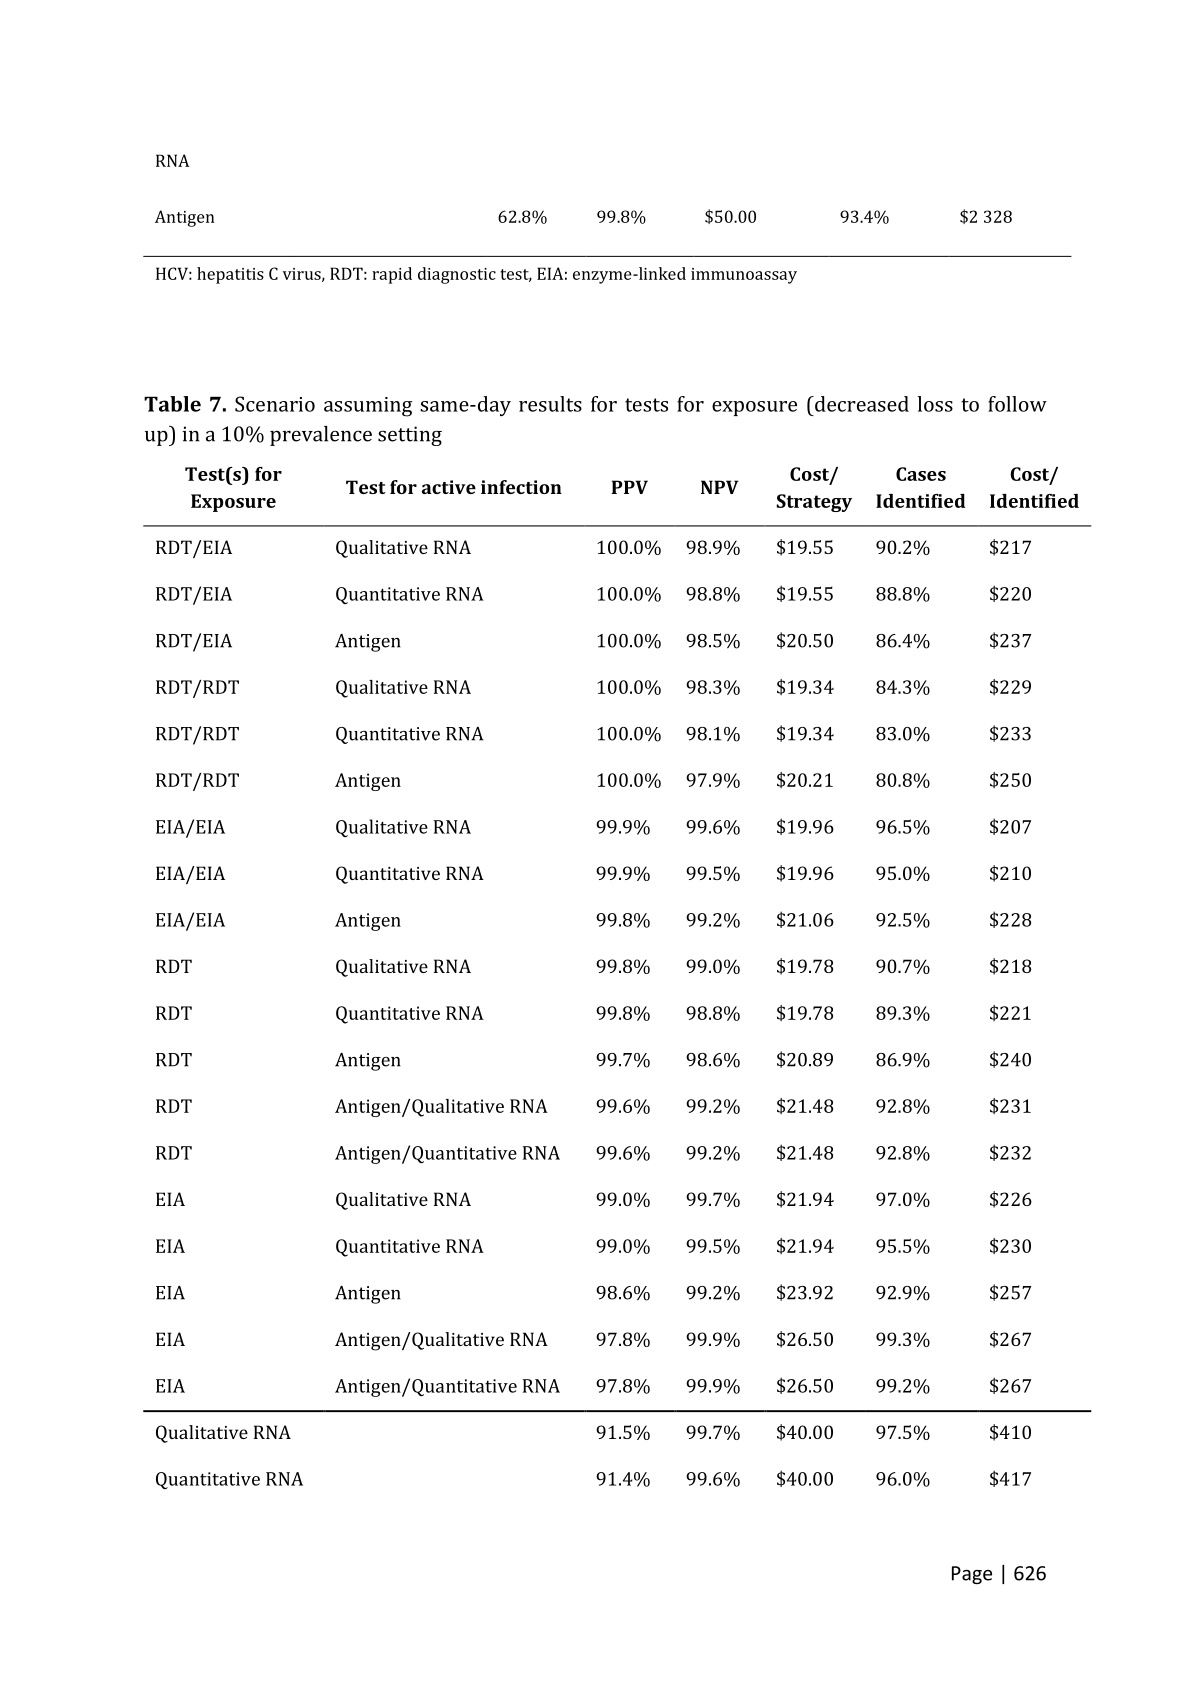 RNA
Antigen 62.8% 99.8% $50.00 93.4% $2 328
HCV: hepatitis C virus, RDT: rapid diagnostic test, EIA: enzyme-linked immunoassay
Table 7. Scenario assuming same-day results for tests for exposure (decreased loss to follow
up) in a 10% prevalence setting
Test(s) for Exposure Test for active infection PPV NPV Cost/ Strategy Cases Identified Cost/ Identified
RDT/EIA Qualitative RNA 100.0% 98.9% $19.55 90.2% $217
RDT/EIA Quantitative RNA 100.0% 98.8% $19.55 88.8% $220
RDT/EIA Antigen 100.0% 98.5% $20.50 86.4% $237
RDT/RDT Qualitative RNA 100.0% 98.3% $19.34 84.3% $229
RDT/RDT Quantitative RNA 100.0% 98.1% $19.34 83.0% $233
RDT/RDT Antigen 100.0% 97.9% $20.21 80.8% $250
EIA/EIA Qualitative RNA 99.9% 99.6% $19.96 96.5% $207
EIA/EIA Quantitative RNA 99.9% 99.5% $19.96 95.0% $210
EIA/EIA Antigen 99.8% 99.2% $21.06 92.5% $228
RDT Qualitative RNA 99.8% 99.0% $19.78 90.7% $218
RDT Quantitative RNA 99.8% 98.8% $19.78 89.3% $221
RDT Antigen 99.7% 98.6% $20.89 86.9% $240
RDT Antigen/Qualitative RNA 99.6% 99.2% $21.48 92.8% $231
RDT Antigen/Quantitative RNA 99.6% 99.2% $21.48 92.8% $232
EIA Qualitative RNA 99.0% 99.7% $21.94 97.0% $226
EIA Quantitative RNA 99.0% 99.5% $21.94 95.5% $230
EIA Antigen 98.6% 99.2% $23.92 92.9% $257
EIA Antigen/Qualitative RNA 97.8% 99.9% $26.50 99.3% $267
EIA Antigen/Quantitative RNA 97.8% 99.9% $26.50 99.2% $267
Qualitative RNA 91.5% 99.7% $40.00 97.5% $410
Quantitative RNA 91.4% 99.6% $40.00 96.0% $417
Page | 626